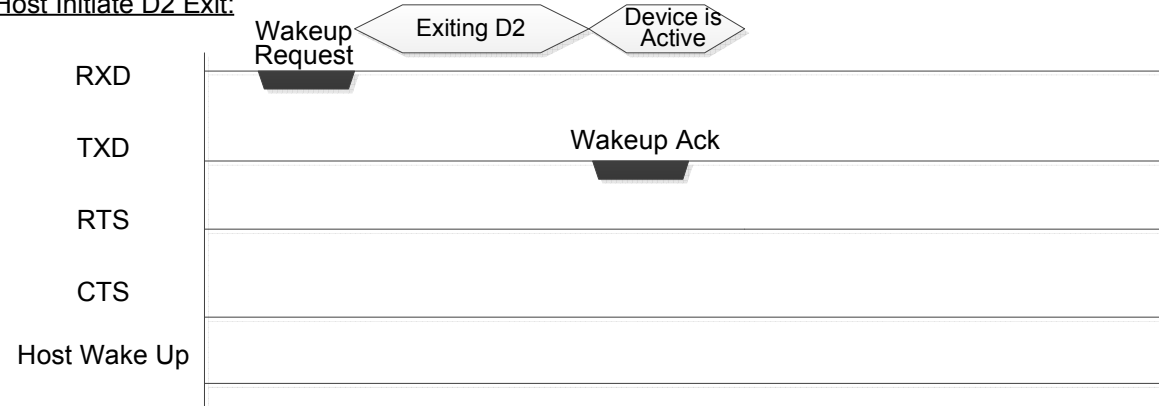 Host Initiate D2 Exit:
Wakeup
Request
Exiting D2
Device is
Active
RXD
Wakeup Ack
TXD
RTS
CTS
Host Wake Up